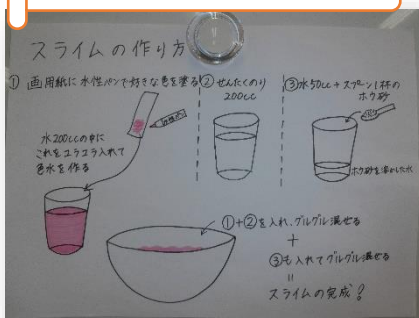 スライムの作り方
① 画用紙に水性ペンで好きな色を塗る
水200ccの中に
これをユラユラ入れて
色水を作る
② せんたくのり
200cc
③ 水50cc+スプーン1杯の
ホウ砂
ホウ砂を溶かした水
①+②を入れ、グルグル混ぜる
+
③も入れてグルグル混ぜる
=
スライムの完成!